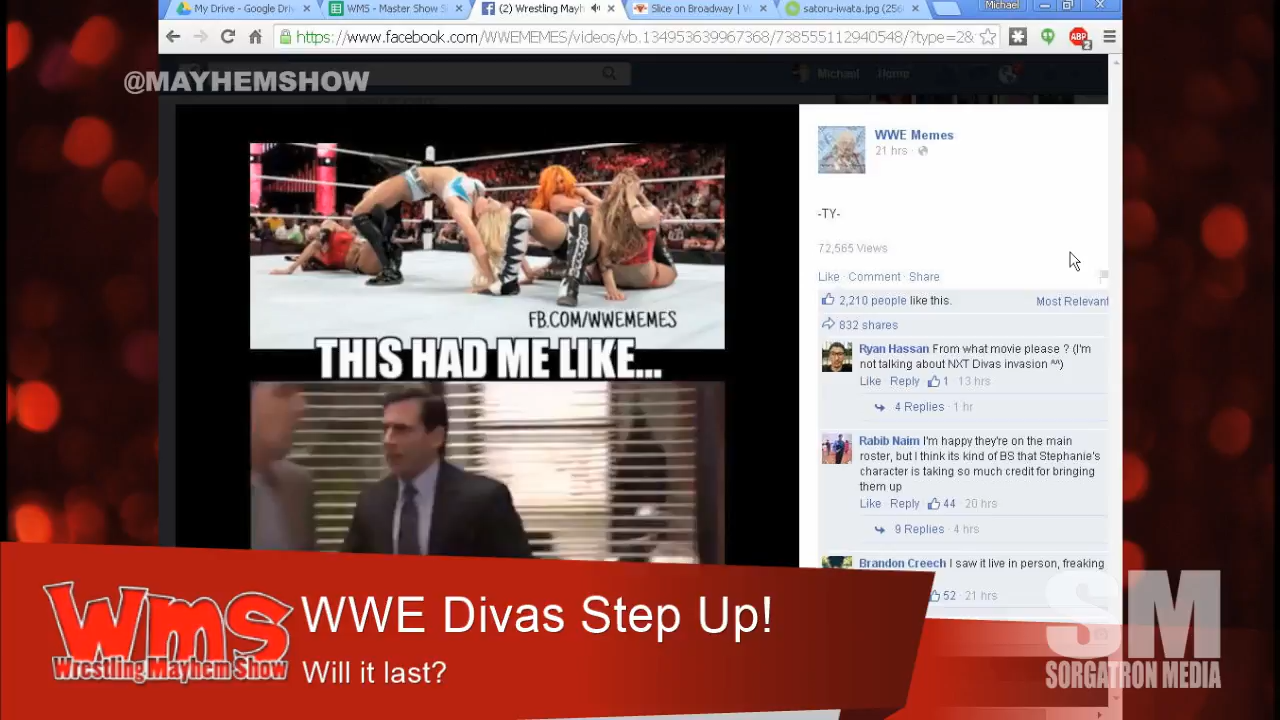 My Drive - Google Driv
WMS - Master Show S
(2) Wrestling Mayh
Slice on Broadway | Yo
satoru-iwata.jpg (256
Michael
https://www.facebook.com/WWEMEMES/videos/vb.134953639967368/738555112940548/?type=2&
ABP
2
@MAYHEMSHOW
Michael
Home
WWE Memes
21 hrs
-TY-
72,565 Views
Like · Comment · Share
2,210 people like this.
Most Relevant
832 shares
Ryan Hassan From what movie please ? (I'm
not talking about NXT Divas invasion ^^)
Like Reply 1 · 13 hrs
4 Replies · 1 hr
Rabib Naim I'm happy they're on the main
roster, but I think its kind of BS that Stephanie's
character is taking so much credit for bringing
them up
Like · Reply · 44 · 20 hrs
9 Replies · 4 hrs
Brandon Creech I saw it live in person, freaking
52 · 21 hrs
FB.COM/WWEMEMES
THIS HAD ME LIKE...
Wms
Wrestling Mayhem Show
WWE Divas Step Up!
Will it last?
SM
SORGATRON MEDIA